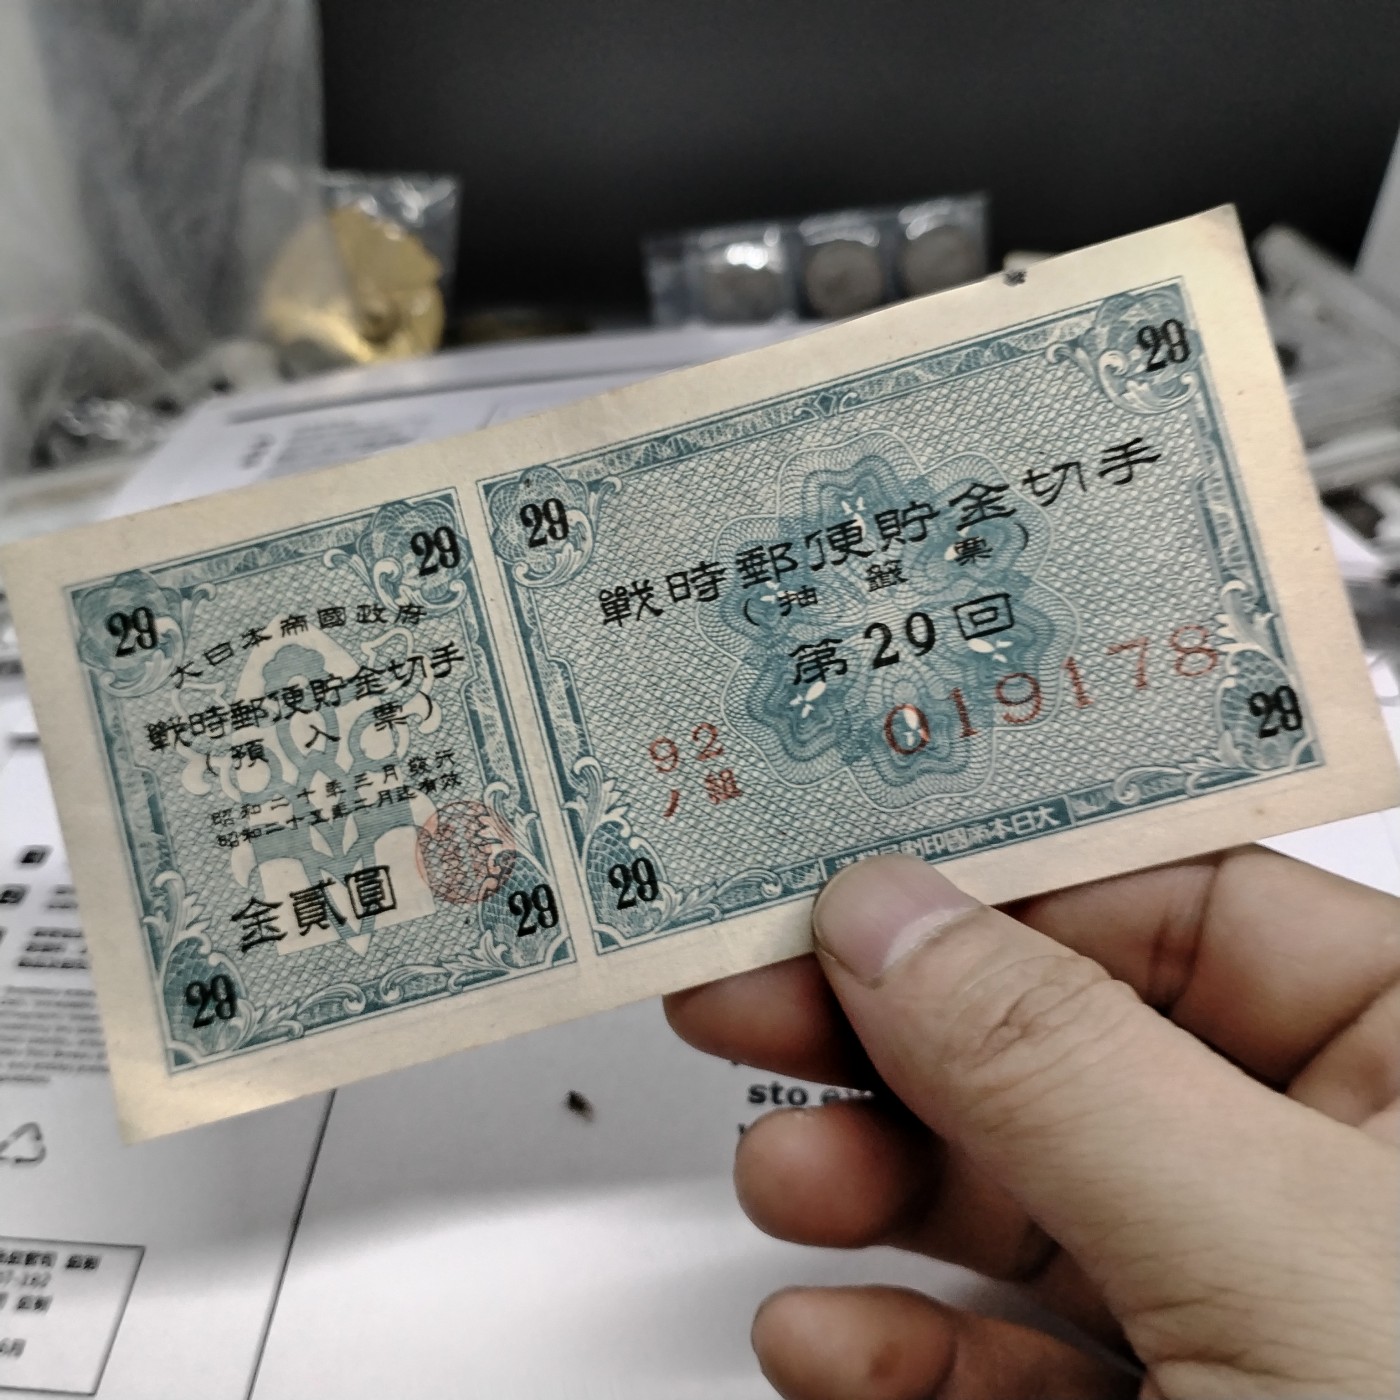 29
29
大日本帝國政府
戰時郵便貯金切手
(預入票)
昭和二十年三月發行
昭和二十五年二月迄有效
金貳圓
29
29
29
29
戰時郵便貯金切手
(抽籤票)
第29回
92
ノ組
019178
29
29
大日本帝國印刷局製造
sto